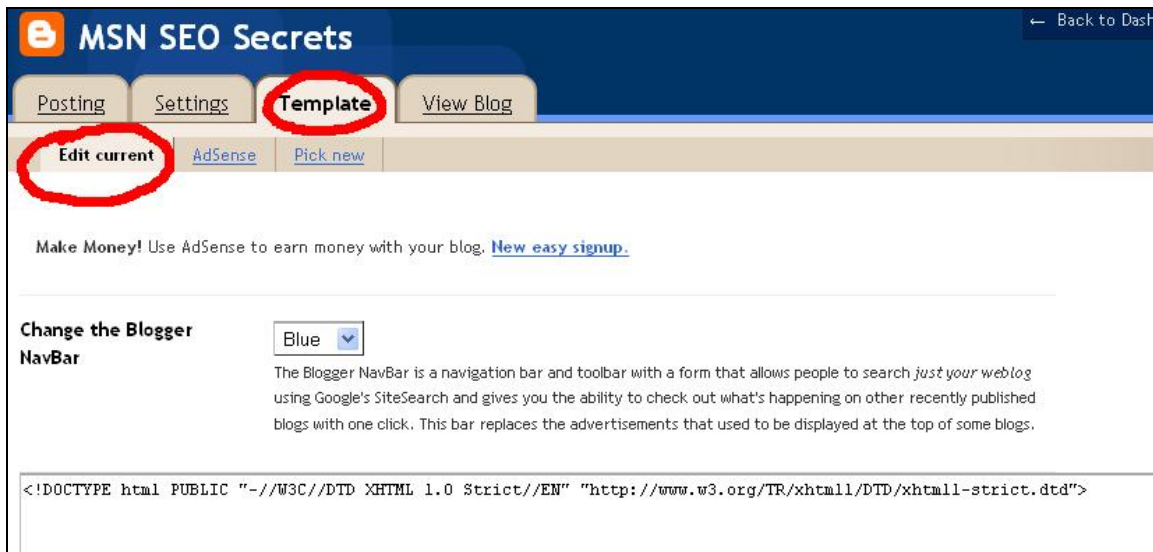 MSN SEO Secrets
← Back to Dash
Posting
Settings
Template
View Blog
Edit current
AdSense
Pick new
Make Money! Use AdSense to earn money with your blog. New easy signup.
Change the Blogger
NavBar
Blue
The Blogger NavBar is a navigation bar and toolbar with a form that allows people to search just your weblog
using Google's SiteSearch and gives you the ability to check out what's happening on other recently published
blogs with one click. This bar replaces the advertisements that used to be displayed at the top of some blogs.
<!DOCTYPE html PUBLIC "-//W3C//DTD XHTML 1.0 Strict//EN" "http://www.w3.org/TR/xhtml1/DTD/xhtml1-strict.dtd">